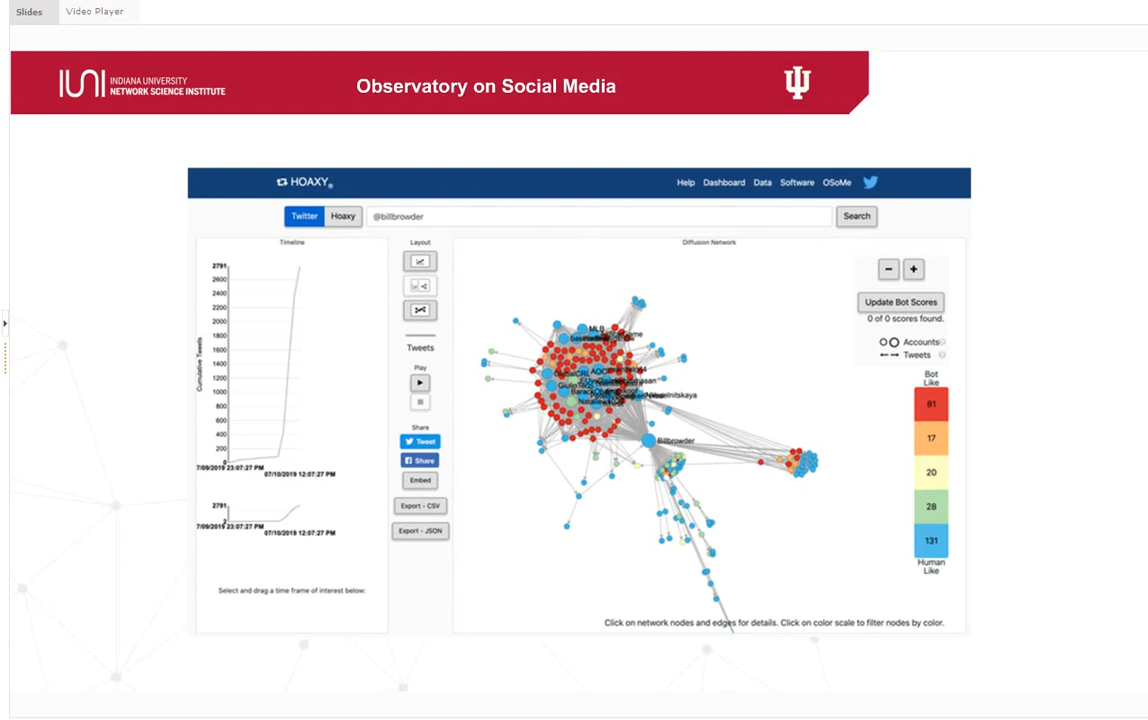 Slides
Video Player
INDIANA UNIVERSITY
NETWORK SCIENCE INSTITUTE
Observatory on Social Media
HOAXY
Help
Dashboard
Data
Software
OSoMe
Twitter
Hoaxy
@billbrowder
Search
Timeline
2791
2600
2400
2200
2000
1800
1600
1400
1200
1000
800
600
400
200
Cumulative Tweets
7/09/2019 23:07:27 PM
07/10/2019 12:07:27 PM
2791
7/09/2019 23:07:27 PM
07/10/2019 12:07:27 PM
Select and drag a time frame of interest below.
Layout
Tweets
Play
Share
Tweet
Share
Embed
Export - CSV
Export - JSON
Diffusion Network
MLB
GlobalCRL
AOC
Billbrowder
Update Bot Scores
0 of 0 scores found.
Accounts
Tweets
Bot
Like
81
17
20
28
131
Human
Like
Click on network nodes and edges for details. Click on color scale to filter nodes by color.